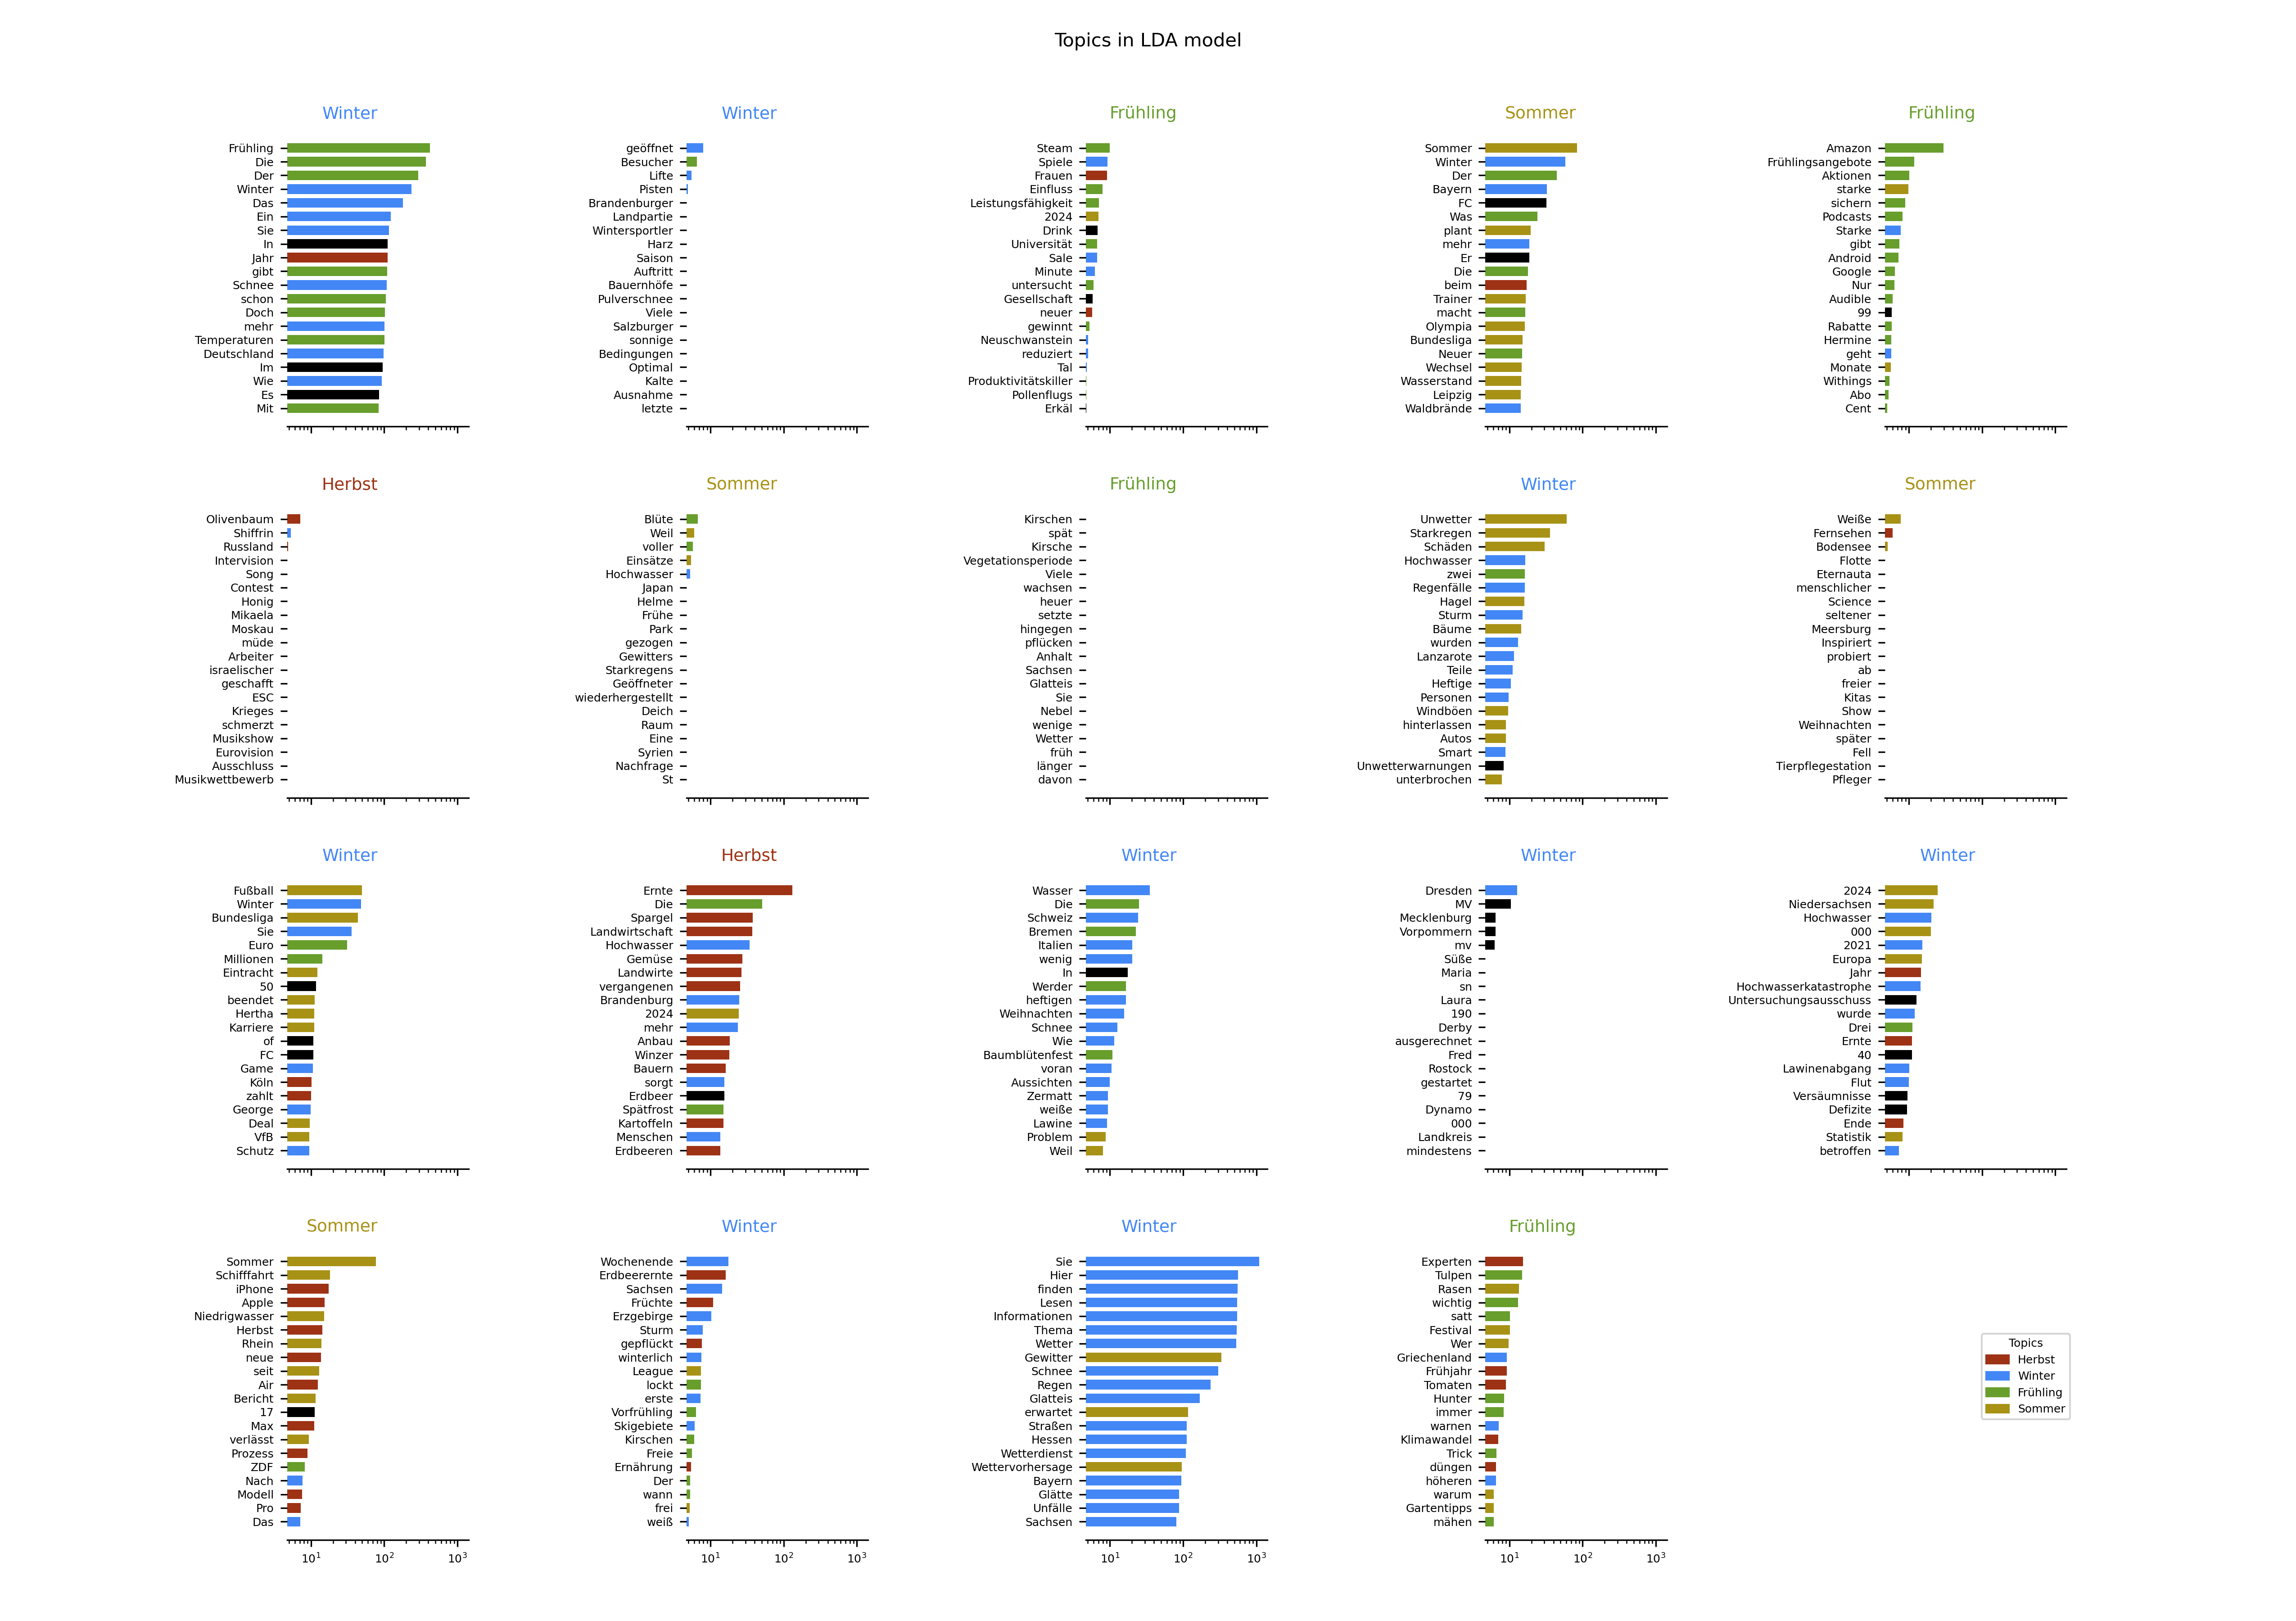 Topics in LDA model
Winter
Frühling
Die
Der
Winter
Das
Ein
Sie
In
Jahr
gibt
Schnee
schon
Doch
mehr
Temperaturen
Deutschland
Im
Wie
Es
Mit
Winter
geöffnet
Besucher
Lifte
Pisten
Brandenburger
Landpartie
Wintersportler
Harz
Saison
Auftritt
Bauernhöfe
Pulverschnee
Viele
Salzburger
sonnige
Bedingungen
Optimal
Kalte
Ausnahme
letzte
Frühling
Steam
Spiele
Frauen
Einfluss
Leistungsfähigkeit
2024
Drink
Universität
Sale
Minute
untersucht
Gesellschaft
neuer
gewinnt
Neuschwanstein
reduziert
Tal
Produktivitätskiller
Pollenflugs
Erkäl
Sommer
Sommer
Winter
Der
Bayern
FC
Was
plant
mehr
Er
Die
beim
Trainer
macht
Olympia
Bundesliga
Neuer
Wechsel
Wasserstand
Leipzig
Waldbrände
Frühling
Amazon
Frühlingsangebote
Aktionen
starke
sichern
Podcasts
Starke
gibt
Android
Google
Nur
Audible
99
Rabatte
Hermine
geht
Monate
Withings
Abo
Cent
Herbst
Olivenbaum
Shiffrin
Russland
Intervision
Song
Contest
Honig
Mikaela
Moskau
müde
Arbeiter
israelischer
geschafft
ESC
Krieges
schmerzt
Musikshow
Eurovision
Ausschluss
Musikwettbewerb
Sommer
Blüte
Weil
voller
Einsätze
Hochwasser
Japan
Helme
Frühe
Park
gezogen
Gewitters
Starkregens
Geöffneter
wiederhergestellt
Deich
Raum
Eine
Syrien
Nachfrage
St
Frühling
Kirschen
spät
Kirsche
Vegetationsperiode
Viele
wachsen
heuer
setzte
hingegen
pflücken
Anhalt
Sachsen
Glatteis
Sie
Nebel
wenige
Wetter
früh
länger
davon
Winter
Unwetter
Starkregen
Schäden
Hochwasser
zwei
Regenfälle
Hagel
Sturm
Bäume
wurden
Lanzarote
Teile
Heftige
Personen
Windböen
hinterlassen
Autos
Smart
Unwetterwarnungen
unterbrochen
Sommer
Weiße
Fernsehen
Bodensee
Flotte
Eternauta
menschlicher
Science
seltener
Meersburg
Inspiriert
probiert
ab
freier
Kitas
Show
Weihnachten
später
Fell
Tierpflegestation
Pfleger
Winter
Fußball
Winter
Bundesliga
Sie
Euro
Millionen
Eintracht
50
beendet
Hertha
Karriere
of
FC
Game
Köln
zahlt
George
Deal
VfB
Schutz
Herbst
Ernte
Die
Spargel
Landwirtschaft
Hochwasser
Gemüse
Landwirte
vergangenen
Brandenburg
2024
mehr
Anbau
Winzer
Bauern
sorgt
Erdbeer
Spätfrost
Kartoffeln
Menschen
Erdbeeren
Winter
Wasser
Die
Schweiz
Bremen
Italien
wenig
In
Werder
heftigen
Weihnachten
Schnee
Wie
Baumblütenfest
voran
Aussichten
Zermatt
weiße
Lawine
Problem
Weil
Winter
Dresden
MV
Mecklenburg
Vorpommern
mv
Süße
Maria
sn
Laura
190
Derby
ausgerechnet
Fred
Rostock
gestartet
79
Dynamo
000
Landkreis
mindestens
Winter
2024
Niedersachsen
Hochwasser
000
2021
Europa
Jahr
Hochwasserkatastrophe
Untersuchungsausschuss
wurde
Drei
Ernte
40
Lawinenabgang
Flut
Versäumnisse
Defizite
Ende
Statistik
betroffen
Sommer
Sommer
Schifffahrt
iPhone
Apple
Niedrigwasser
Herbst
Rhein
neue
seit
Air
Bericht
17
Max
verlässt
Prozess
ZDF
Nach
Modell
Pro
Das
10¹ 10² 10³
Winter
Wochenende
Erdbeerernte
Sachsen
Früchte
Erzgebirge
Sturm
gepflückt
winterlich
League
lockt
erste
Vorfrühling
Skigebiete
Kirschen
Freie
Ernährung
Der
wann
frei
weiß
10¹ 10² 10³
Winter
Sie
Hier
finden
Lesen
Informationen
Thema
Wetter
Gewitter
Schnee
Regen
Glatteis
erwartet
Straßen
Hessen
Wetterdienst
Wettervorhersage
Bayern
Glätte
Unfälle
Sachsen
10¹ 10² 10³
Frühling
Experten
Tulpen
Rasen
wichtig
satt
Festival
Wer
Griechenland
Frühjahr
Tomaten
Hunter
immer
warnen
Klimawandel
Trick
düngen
höheren
warum
Gartentipps
mähen
10¹ 10² 10³
Topics
Herbst
Winter
Frühling
Sommer